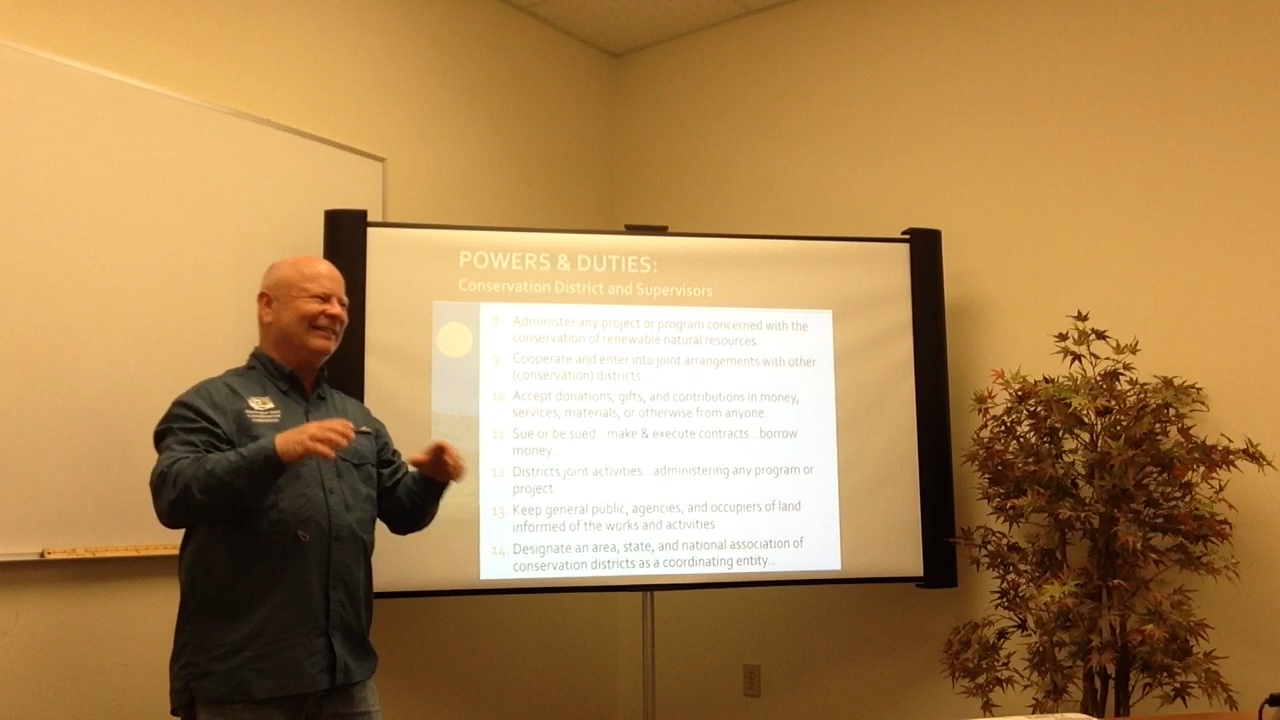 POWERS & DUTIES:
Conservation District and Supervisors
8. Administer any project or program concerned with the
conservation of renewable natural resources.
9. Cooperate and enter into joint arrangements with other
(conservation) districts
10. Accept donations, gifts, and contributions in money,
services, materials, or otherwise from anyone.
11. Sue or be sued...make & execute contracts...borrow
money...
12. Districts joint activities...administering any program or
project
13. Keep general public, agencies, and occupiers of land
informed of the works and activities
14. Designate an area, state, and national association of
conservation districts as a coordinating entity...